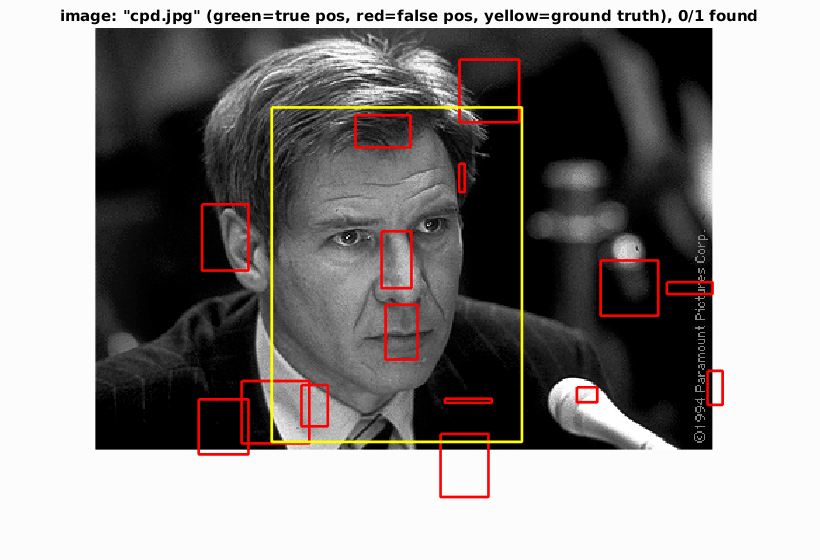 image: "cpd.jpg" (green=true pos, red=false pos, yellow=ground truth), 0/1 found
©1994 Paramount Pictures Corp.